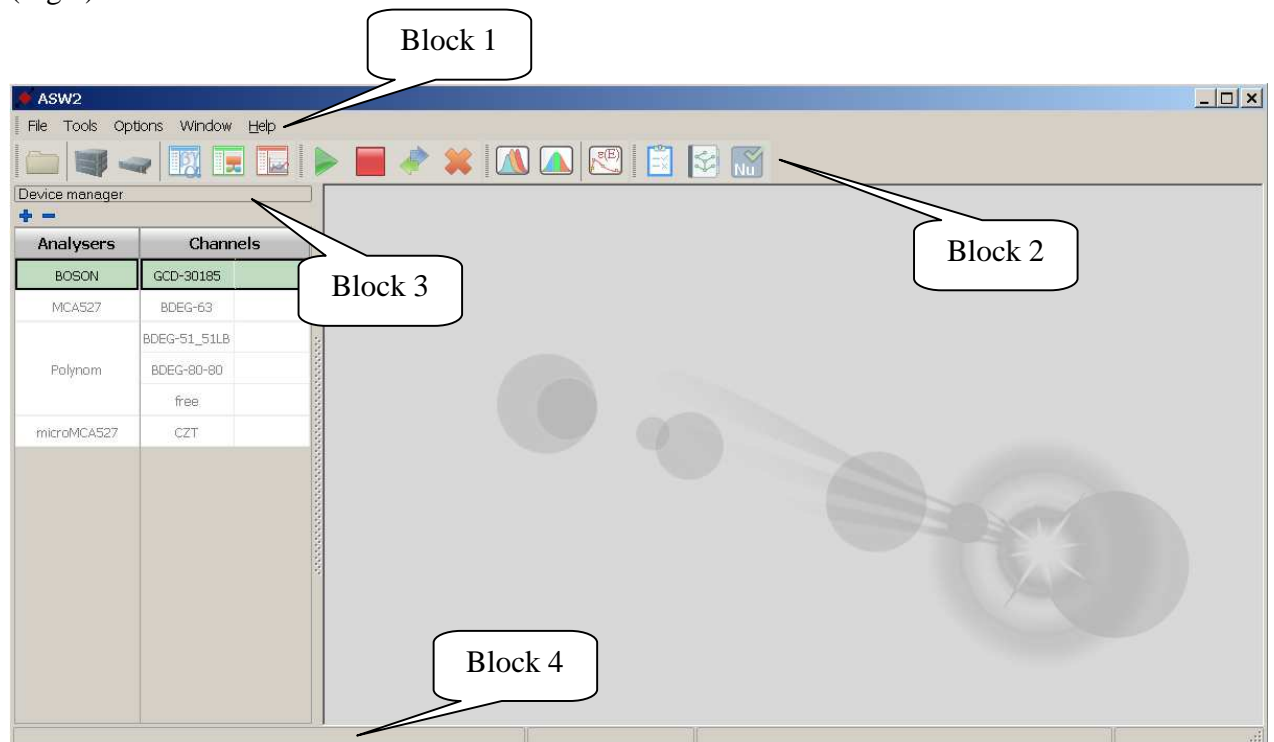 Block 1
ASW2
File Tools Options Window Help
ε(E)
Nu
Block 2
Device manager
Analysers Channels
Block 3
BOSON GCD-30185
MCA527 BDEG-63
BDEG-51_51LB
Polynom BDEG-80-80
free
microMCA527 CZT
Block 4